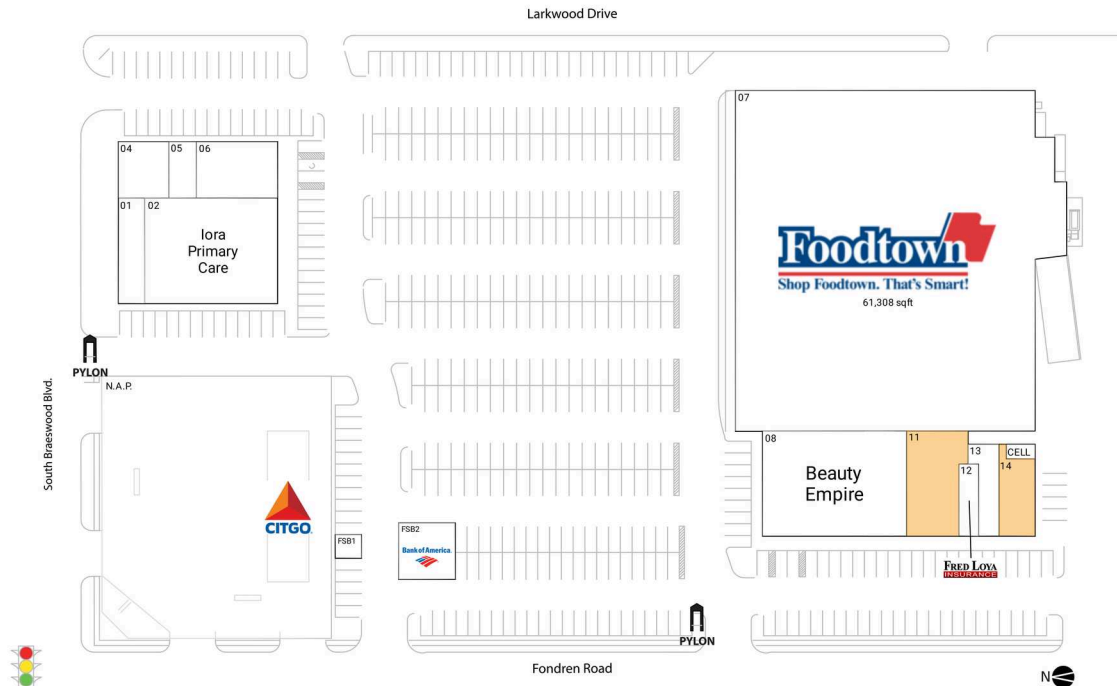 Larkwood Drive
07
04
05
06
01
02
Iora
Primary
Care
Foodtown
Shop Foodtown. That's Smart!
61,308 sqft
PYLON
N.A.P.
South Braeswood Blvd.
CITGO
FSB1
FSB2
Bank of America
08
Beauty
Empire
11
13
CELL
12
14
FRED LOYA
INSURANCE
PYLON
Fondren Road
N